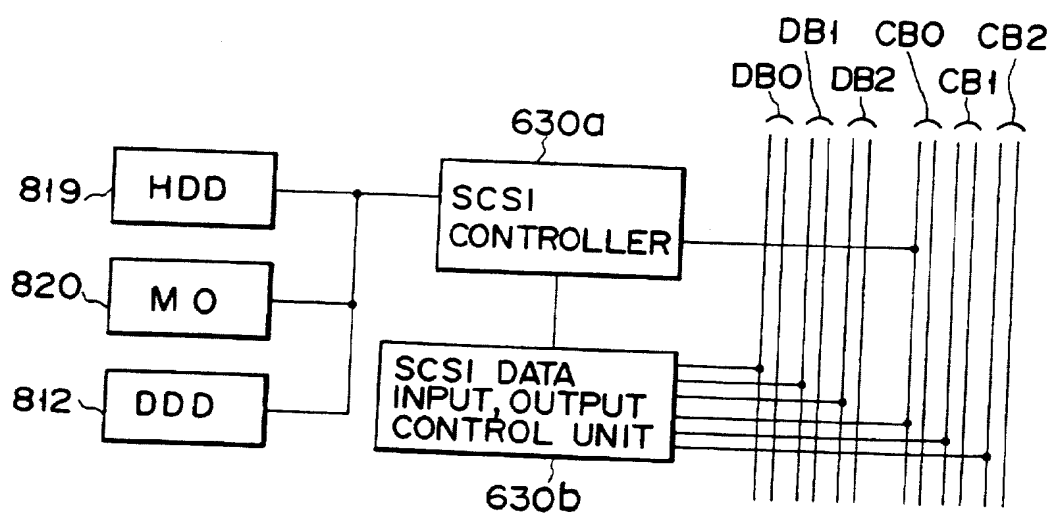 DB1 CB0 CB2
DB0 DB2 CB1
630a
819 HDD
SCSI
CONTROLLER
820 MO
SCSI DATA
INPUT, OUTPUT
CONTROL UNIT
812 DDD
630b